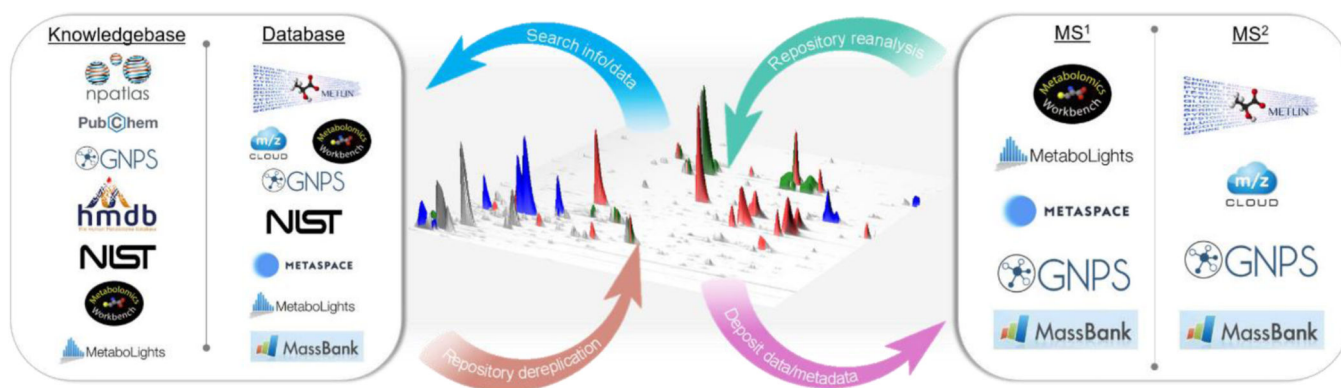 Knowledgebase
npatlas
PubChem
GNPS
hmdb
NIST
Metabolomics
Workbench
MetaboLights
Database
METLIN
m/z
CLOUD
Metabolomics
Workbench
GNPS
NIST
METASPACE
MetaboLights
MassBank
Search info/data
Repository reanalysis
Repository dereplication
Deposit data/metadata
MS¹
Metabolomics
Workbench
MetaboLights
METASPACE
GNPS
MassBank
MS²
METLIN
m/z
CLOUD
GNPS
MassBank